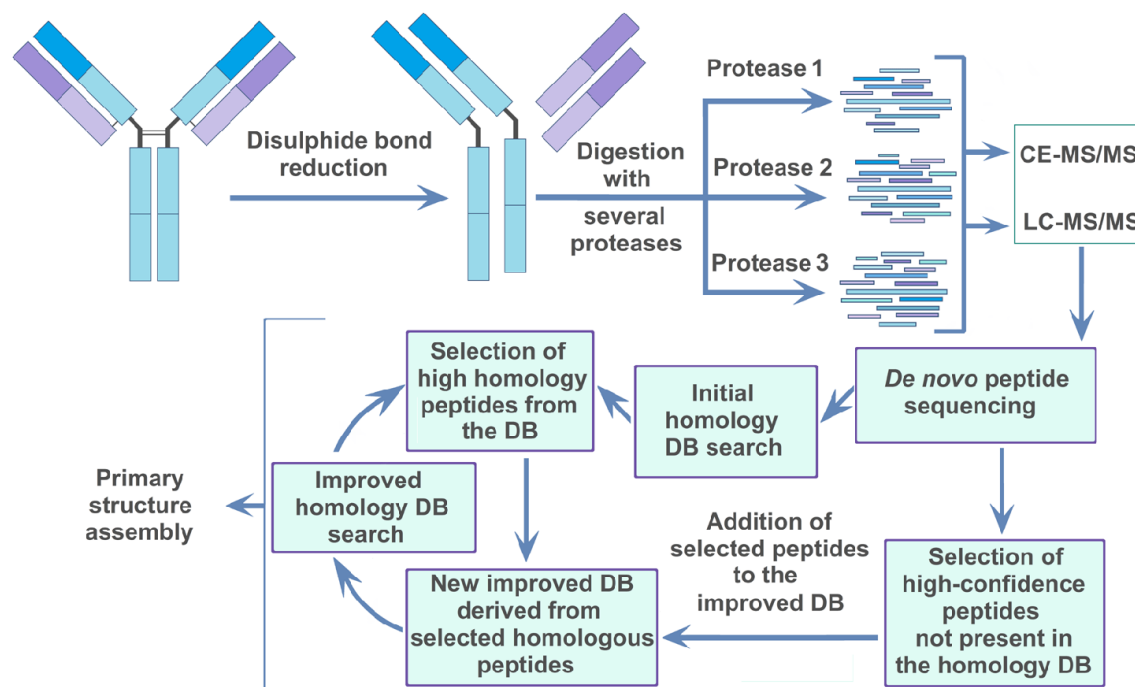 Disulphide bond
reduction
Digestion
with
several
proteases
Protease 1
Protease 2
Protease 3
CE-MS/MS
LC-MS/MS
De novo peptide
sequencing
Initial
homology
DB search
Selection of
high homology
peptides from
the DB
Improved
homology DB
search
Primary
structure
assembly
New improved DB
derived from
selected homologous
peptides
Addition of
selected peptides
to the
improved DB
Selection of
high-confidence
peptides
not present in
the homology DB